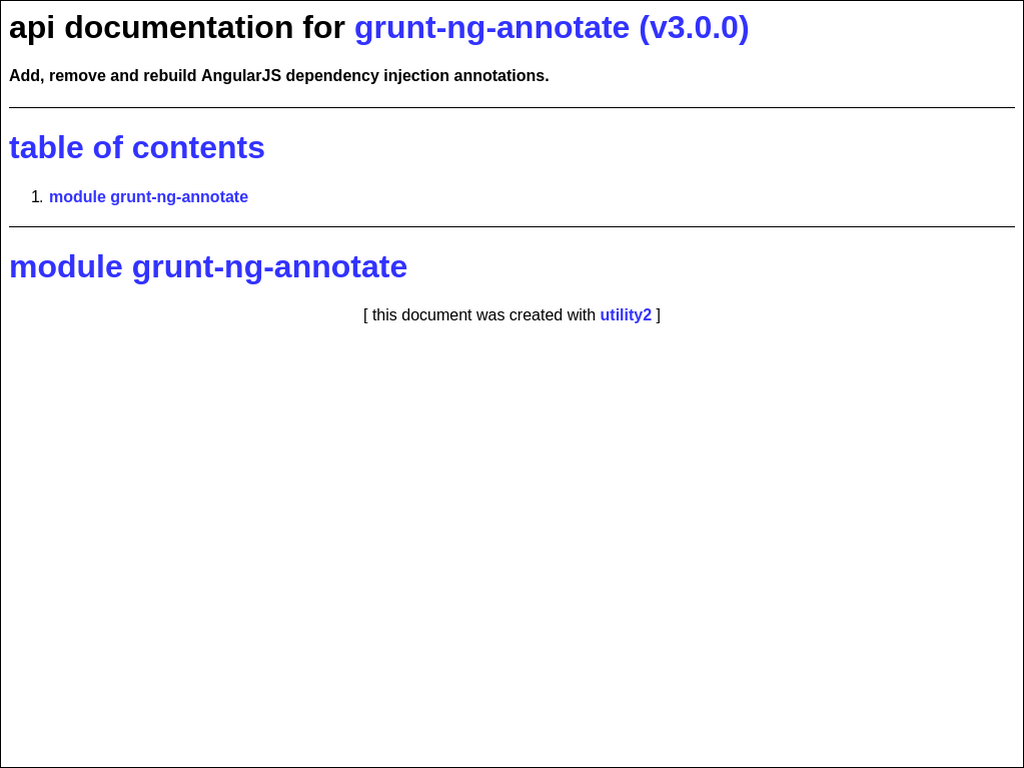 api documentation for grunt-ng-annotate (v3.0.0)
Add, remove and rebuild AngularJS dependency injection annotations.
table of contents
1. module grunt-ng-annotate
module grunt-ng-annotate
[ this document was created with utility2 ]